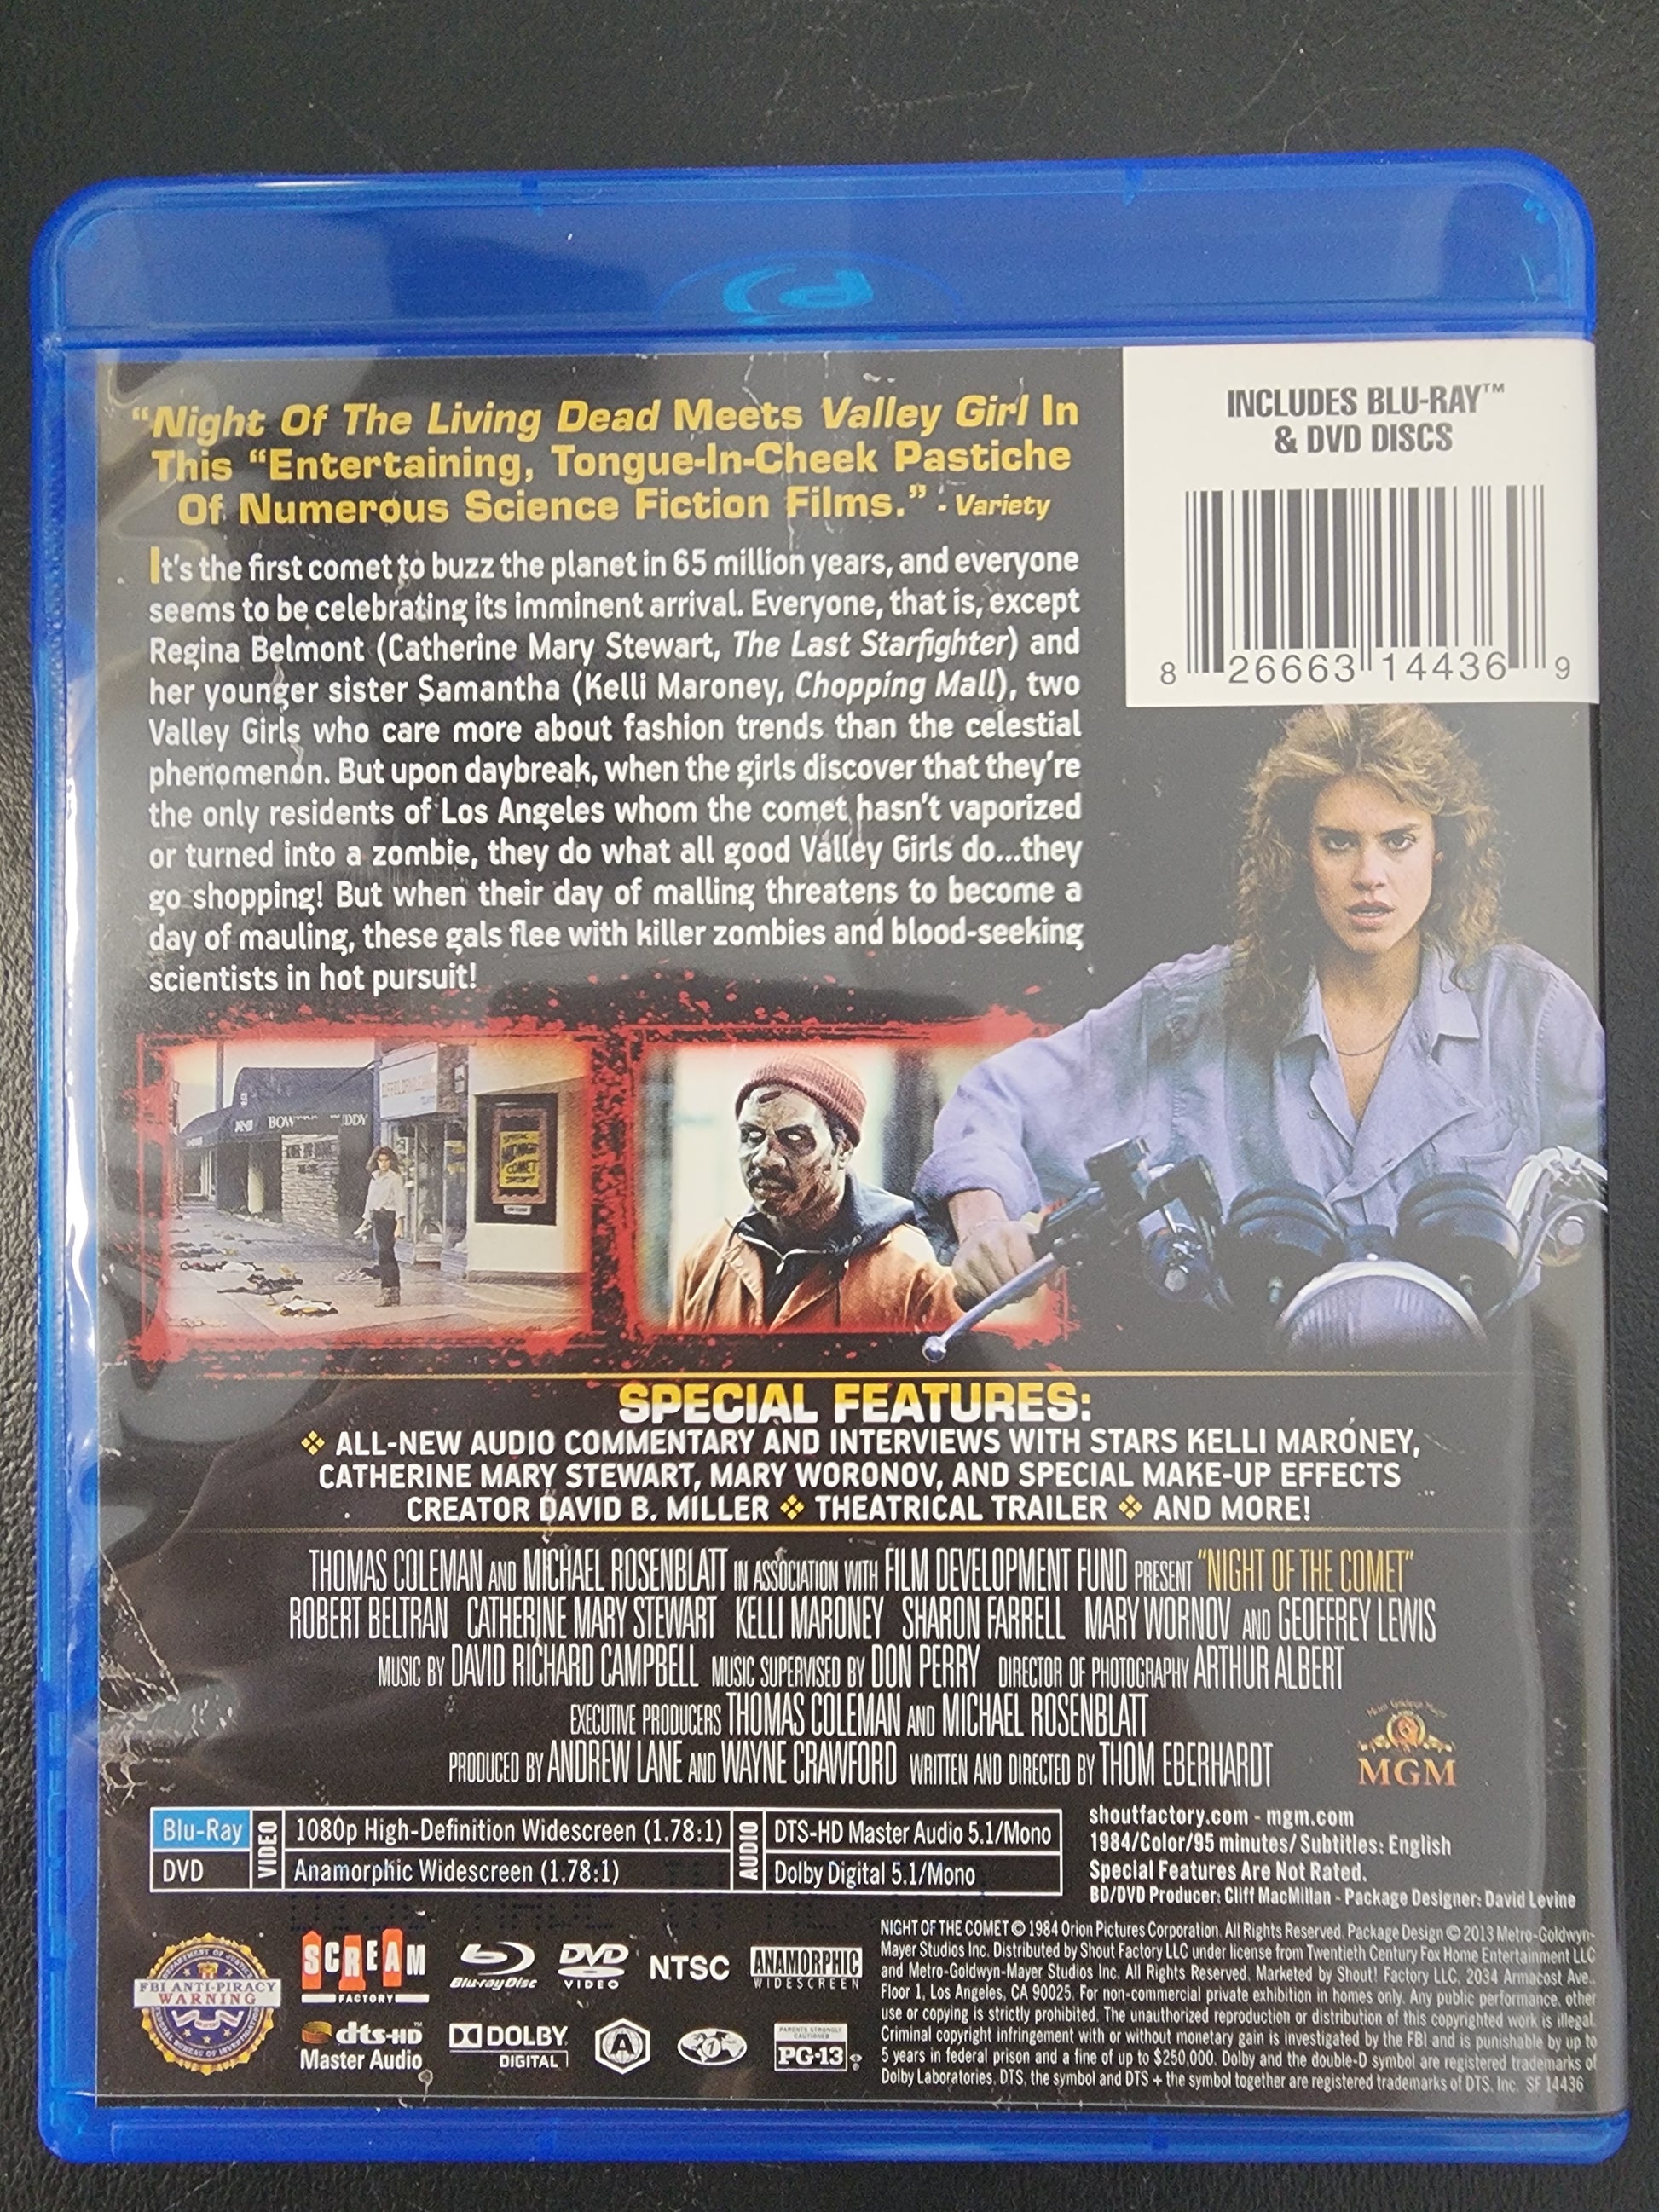 “Night Of The Living Dead Meets Valley Girl In
This “Entertaining, Tongue-In-Cheek Pastiche
Of Numerous Science Fiction Films.” - Variety
INCLUDES BLU-RAY™
& DVD DISCS
8 26663 14436 9
It's the first comet to buzz the planet in 65 million years, and everyone
seems to be celebrating its imminent arrival. Everyone, that is, except
Regina Belmont (Catherine Mary Stewart, The Last Starfighter) and
her younger sister Samantha (Kelli Maroney, Chopping Mall), two
Valley Girls who care more about fashion trends than the celestial
phenomenon. But upon daybreak, when the girls discover that they're
the only residents of Los Angeles whom the comet hasn't vaporized
or turned into a zombie, they do what all good Valley Girls do...they
go shopping! But when their day of malling threatens to become a
day of mauling, these gals flee with killer zombies and blood-seeking
scientists in hot pursuit!
COMET
SPECIAL FEATURES:
❖ ALL-NEW AUDIO COMMENTARY AND INTERVIEWS WITH STARS KELLI MARONEY,
CATHERINE MARY STEWART, MARY WORONOV, AND SPECIAL MAKE-UP EFFECTS
CREATOR DAVID B. MILLER ❖ THEATRICAL TRAILER ❖ AND MORE!
THOMAS COLEMAN AND MICHAEL ROSENBLATT IN ASSOCIATION WITH FILM DEVELOPMENT FUND PRESENT “NIGHT OF THE COMET”
ROBERT BELTRAN CATHERINE MARY STEWART KELLI MARONEY SHARON FARRELL MARY WORNOV AND GEOFFREY LEWIS
MUSIC BY DAVID RICHARD CAMPBELL MUSIC SUPERVISED BY DON PERRY DIRECTOR OF PHOTOGRAPHY ARTHUR ALBERT
EXECUTIVE PRODUCERS THOMAS COLEMAN AND MICHAEL ROSENBLATT
PRODUCED BY ANDREW LANE AND WAYNE CRAWFORD WRITTEN AND DIRECTED BY THOM EBERHARDT
MGM
Blu-Ray VIDEO 1080p High-Definition Widescreen (1.78:1) AUDIO DTS-HD Master Audio 5.1/Mono
DVD Anamorphic Widescreen (1.78:1) Dolby Digital 5.1/Mono
shoutfactory.com - mgm.com
1984/Color/95 minutes/ Subtitles: English
Special Features Are Not Rated.
BD/DVD Producer: Cliff MacMillan - Package Designer: David Levine
FBI ANTI-PIRACY
WARNING
SCREAM
FACTORY
Blu-ray Disc
DVD
VIDEO
NTSC
ANAMORPHIC
WIDESCREEN
dts-HD
Master Audio
DOLBY
DIGITAL
A
1
PARENTS STRONGLY
CAUTIONED
PG-13
NIGHT OF THE COMET © 1984 Orion Pictures Corporation. All Rights Reserved. Package Design © 2013 Metro-Goldwyn-
Mayer Studios Inc. Distributed by Shout Factory LLC under license from Twentieth Century Fox Home Entertainment LLC
and Metro-Goldwyn-Mayer Studios Inc. All Rights Reserved. Marketed by Shout! Factory LLC, 2034 Armacost Ave.,
Floor 1, Los Angeles, CA 90025. For non-commercial private exhibition in homes only. Any public performance, other
use or copying is strictly prohibited. The unauthorized reproduction or distribution of this copyrighted work is illegal.
Criminal copyright infringement with or without monetary gain is investigated by the FBI and is punishable by up to
5 years in federal prison and a fine of up to $250,000. Dolby and the double-D symbol are registered trademarks of
Dolby Laboratories. DTS, the symbol and DTS + the symbol together are registered trademarks of DTS, Inc. SF 14436